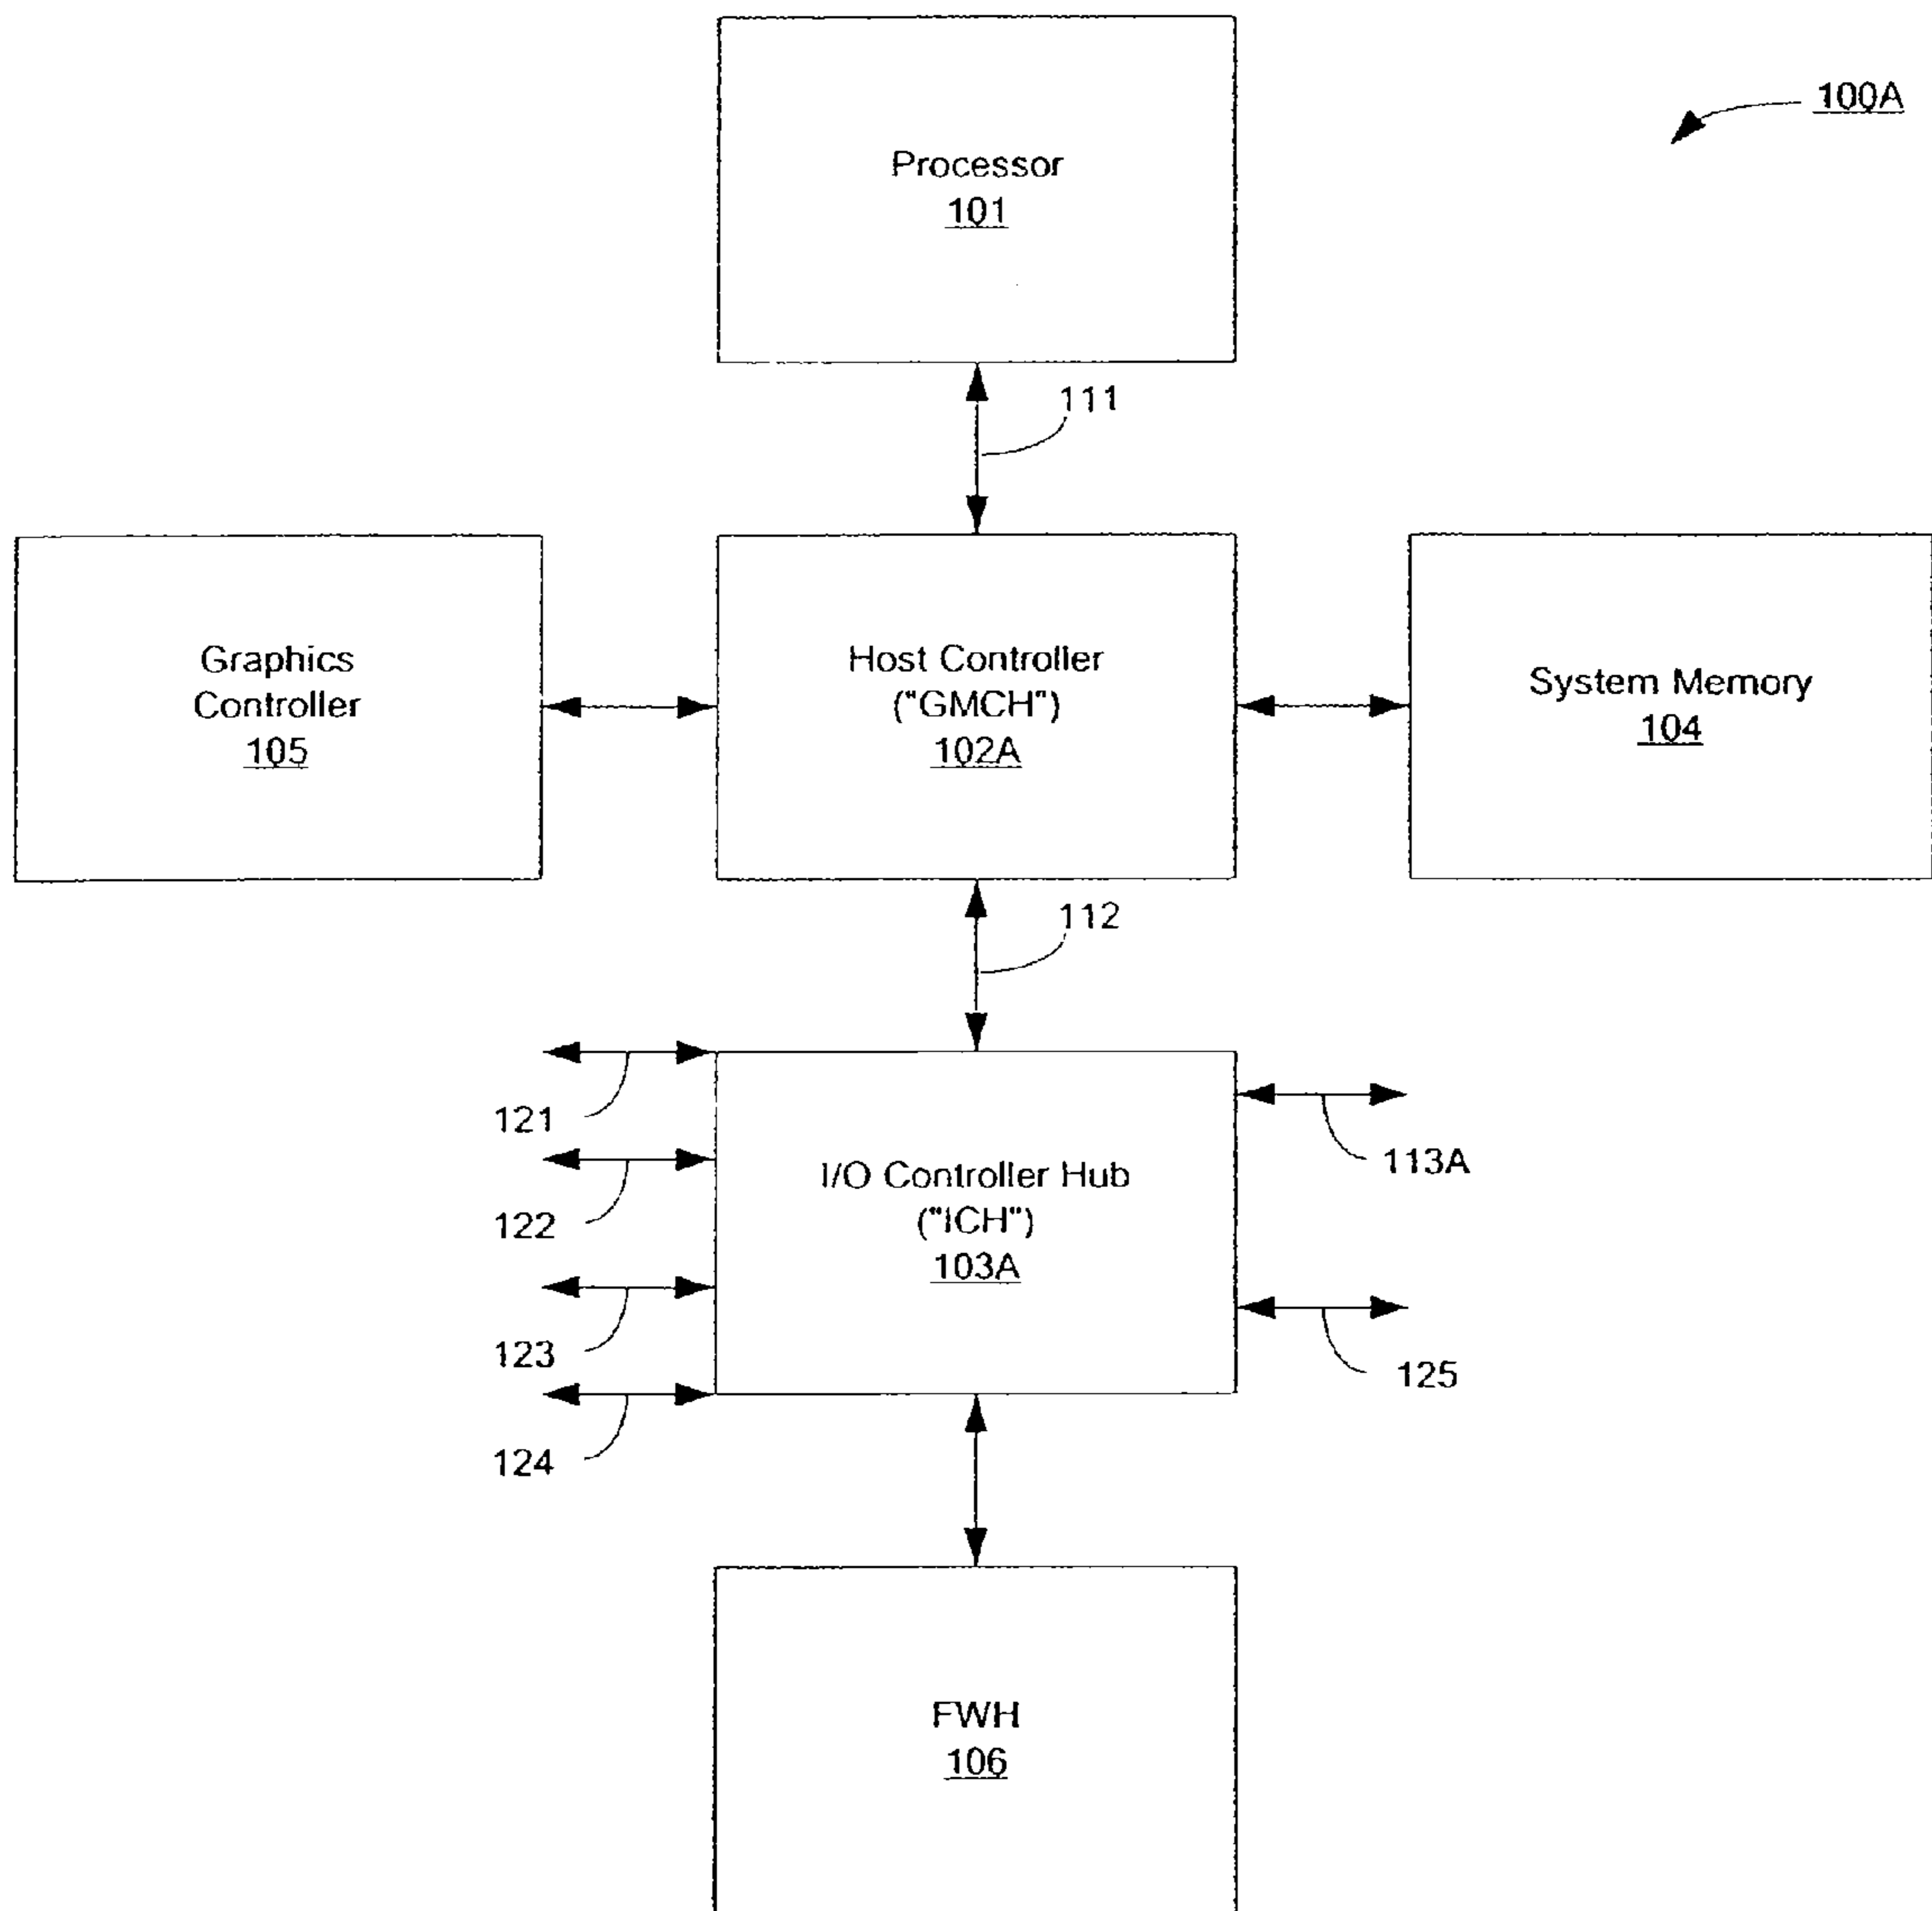 100A
Processor
101
111
Graphics
Controller
105
Host Controller
("GMCH")
102A
System Memory
104
112
121
122
123
124
I/O Controller Hub
("ICH")
103A
113A
125
FWH
106